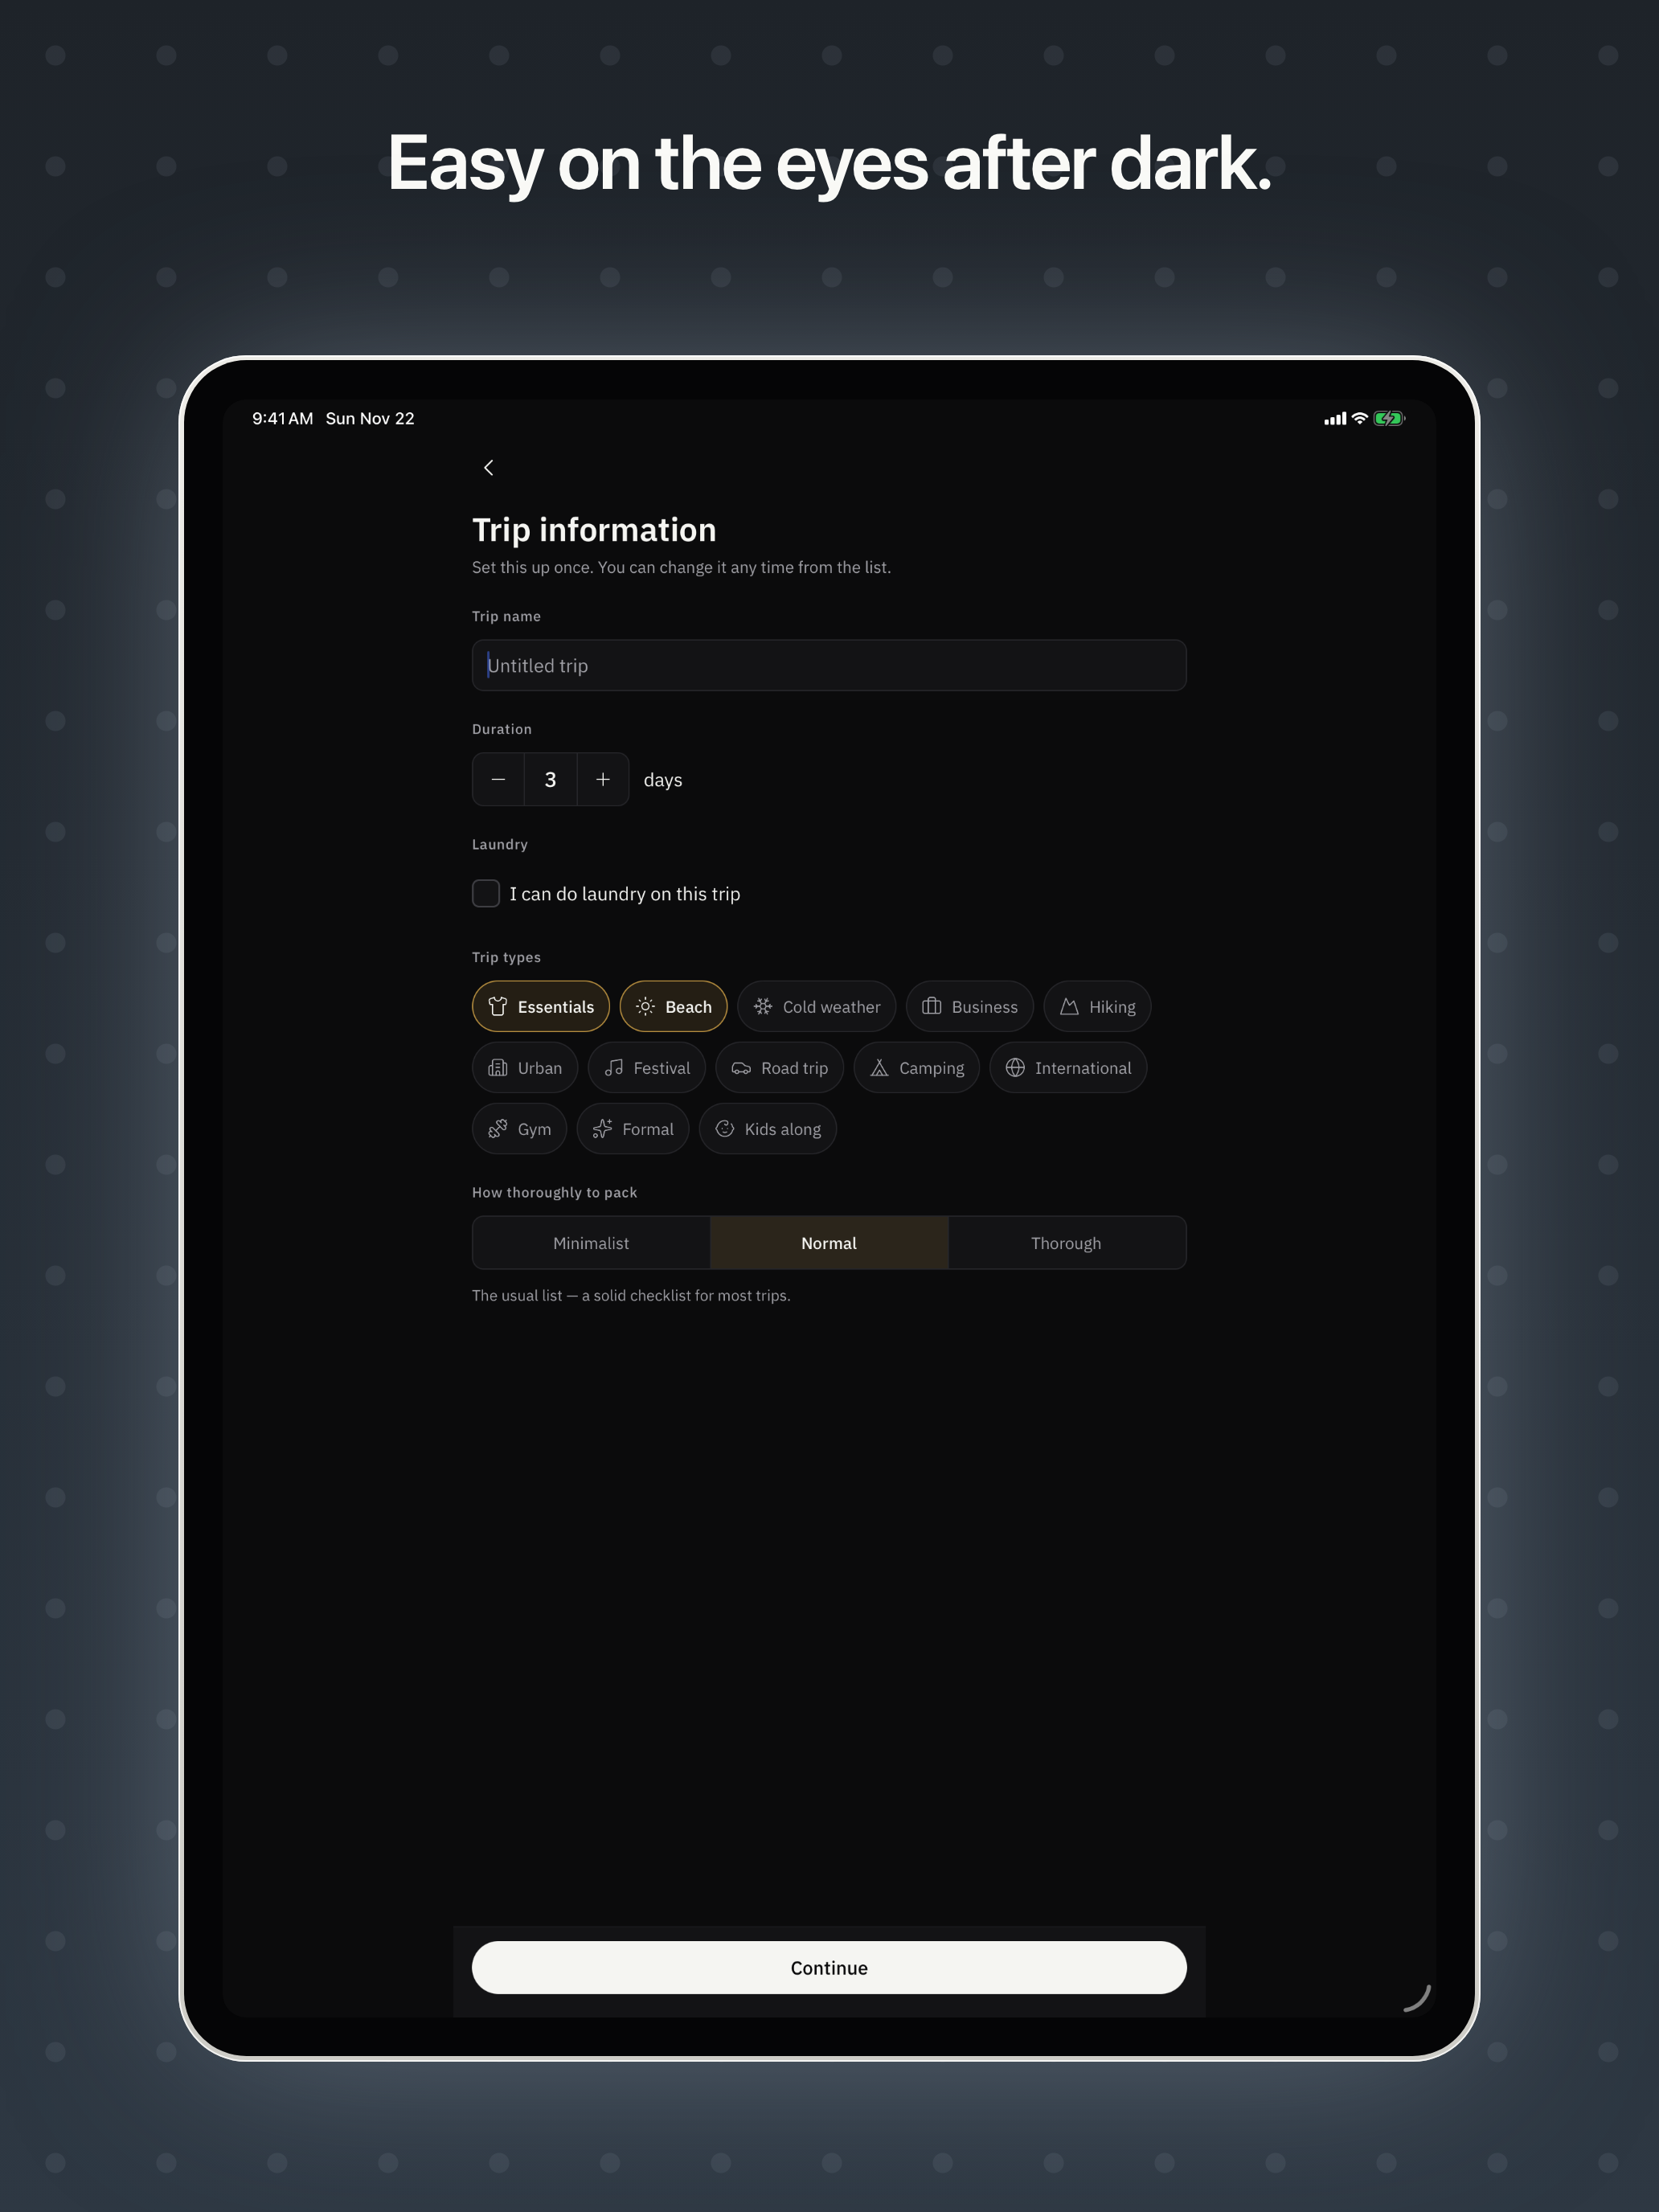 Easy on the eyes after dark.
9:41 AM Sun Nov 22
Trip information
Set this up once. You can change it any time from the list.
Trip name
Untitled trip
Duration
3 days
Laundry
I can do laundry on this trip
Trip types
Essentials Beach Cold weather Business Hiking
Urban Festival Road trip Camping International
Gym Formal Kids along
How thoroughly to pack
Minimalist Normal Thorough
The usual list — a solid checklist for most trips.
Continue